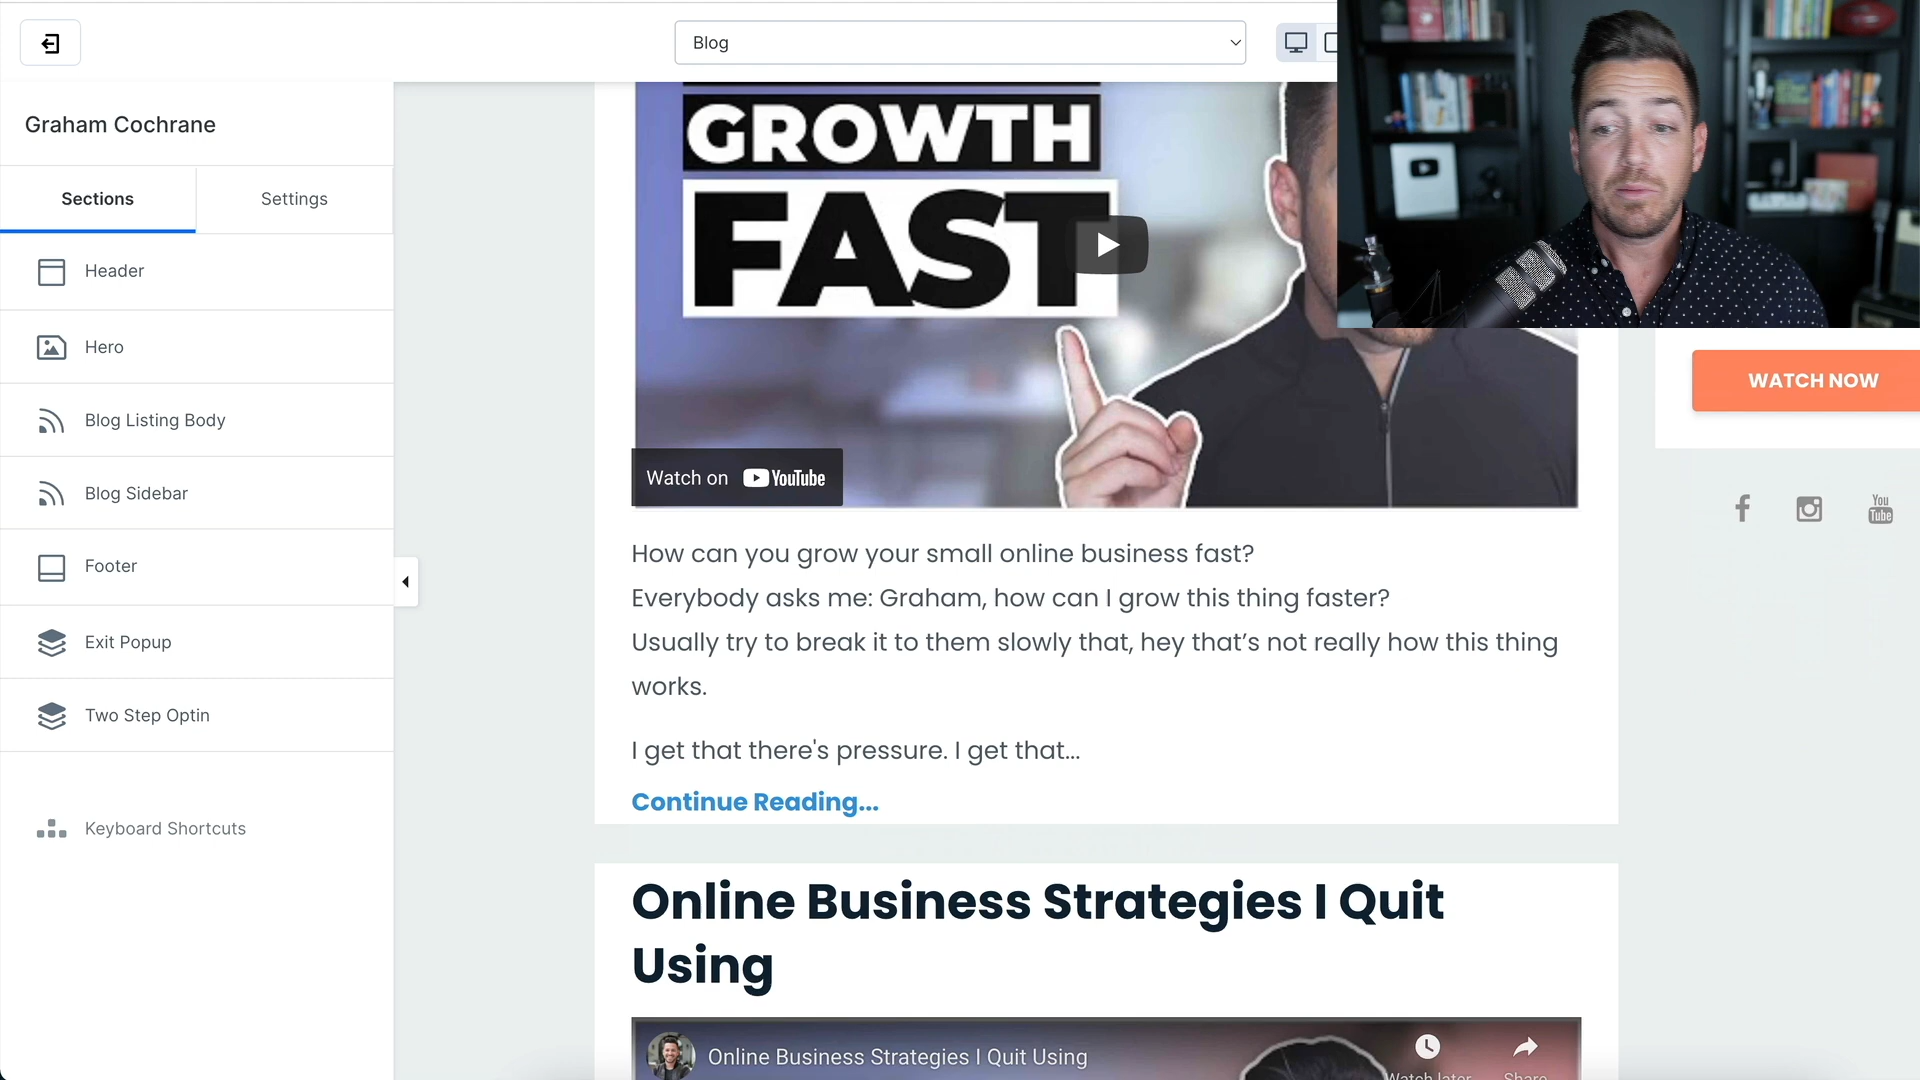 Blog
Graham Cochrane
Sections
Settings
Header
Hero
Blog Listing Body
Blog Sidebar
Footer
Exit Popup
Two Step Optin
Keyboard Shortcuts
GROWTH
FAST
Watch on YouTube
How can you grow your small online business fast?
Everybody asks me: Graham, how can I grow this thing faster?
Usually try to break it to them slowly that, hey that’s not really how this thing
works.
I get that there's pressure. I get that...
Continue Reading...
Online Business Strategies I Quit
Using
Online Business Strategies I Quit Using
Watch later
Share
WATCH NOW
You
Tube